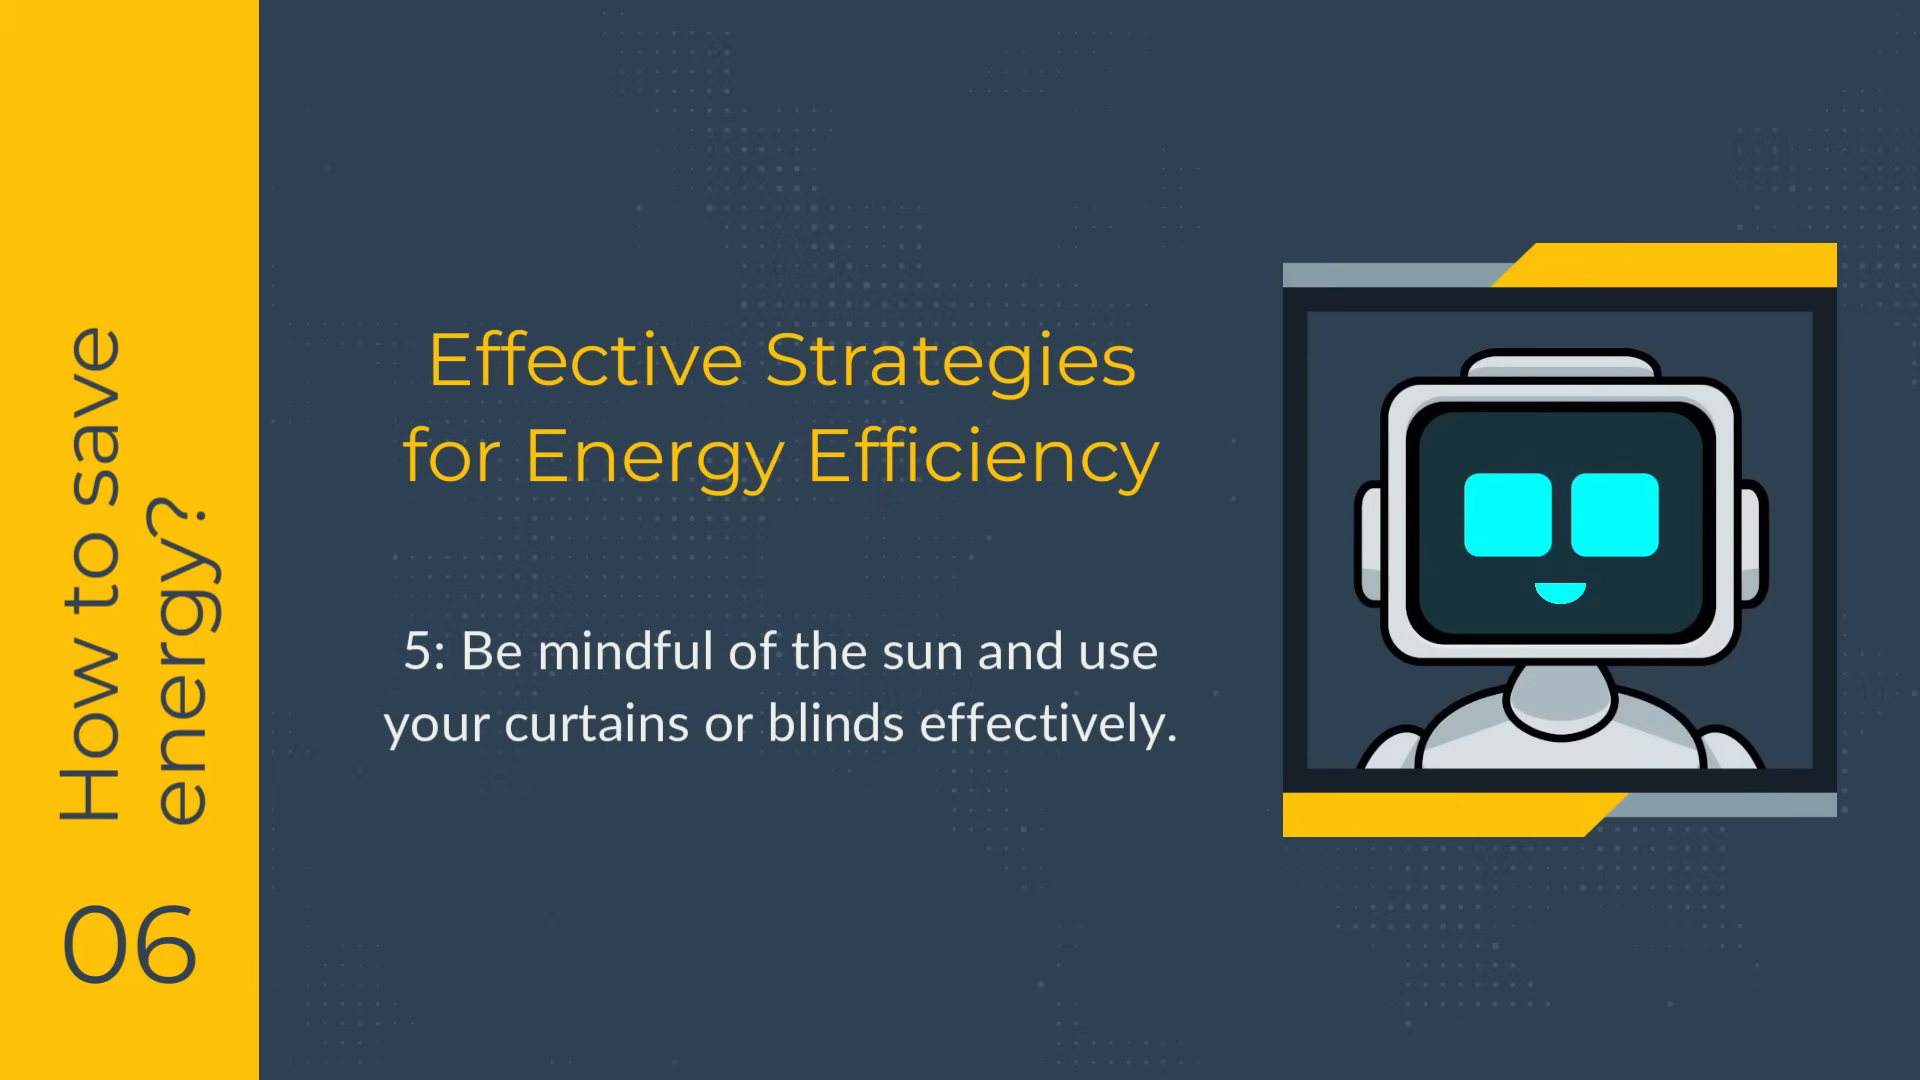 How to save
energy?
06
Effective Strategies
for Energy Efficiency
5: Be mindful of the sun and use
your curtains or blinds effectively.